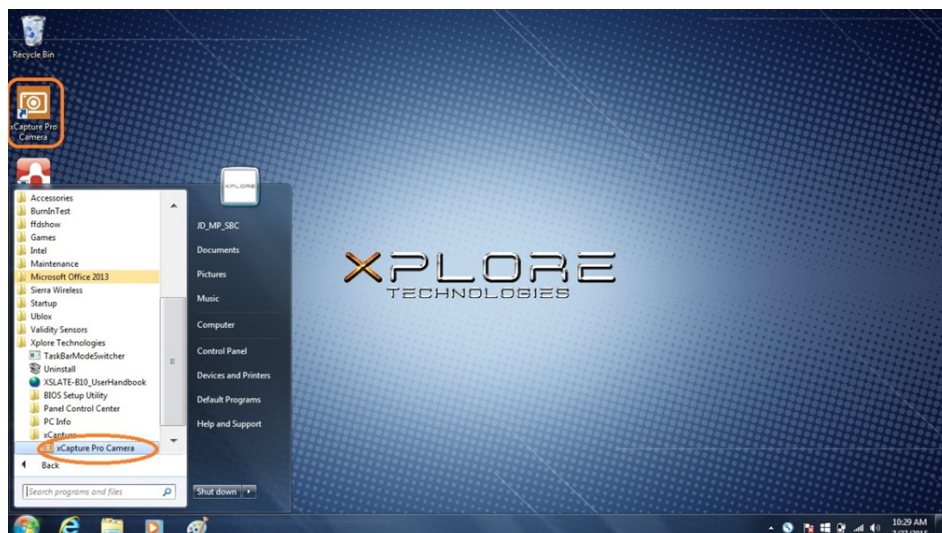 Recycle Bin
xCapture Pro
Camera
XPLORE
Accessories
BurnInTest
ffdshow
Games
Intel
Maintenance
Microsoft Office 2013
Sierra Wireless
Startup
Ublox
Validity Sensors
Xplore Technologies
TaskBarModeSwitcher
Uninstall
XSLATE-B10_UserHandbook
BIOS Setup Utility
Panel Control Center
PC Info
xCapture
xCapture Pro Camera
Back
Search programs and files
JD_MP_SBC
Documents
Pictures
Music
Computer
Control Panel
Devices and Printers
Default Programs
Help and Support
Shut down
XPLORE
TECHNOLOGIES
10:29 AM